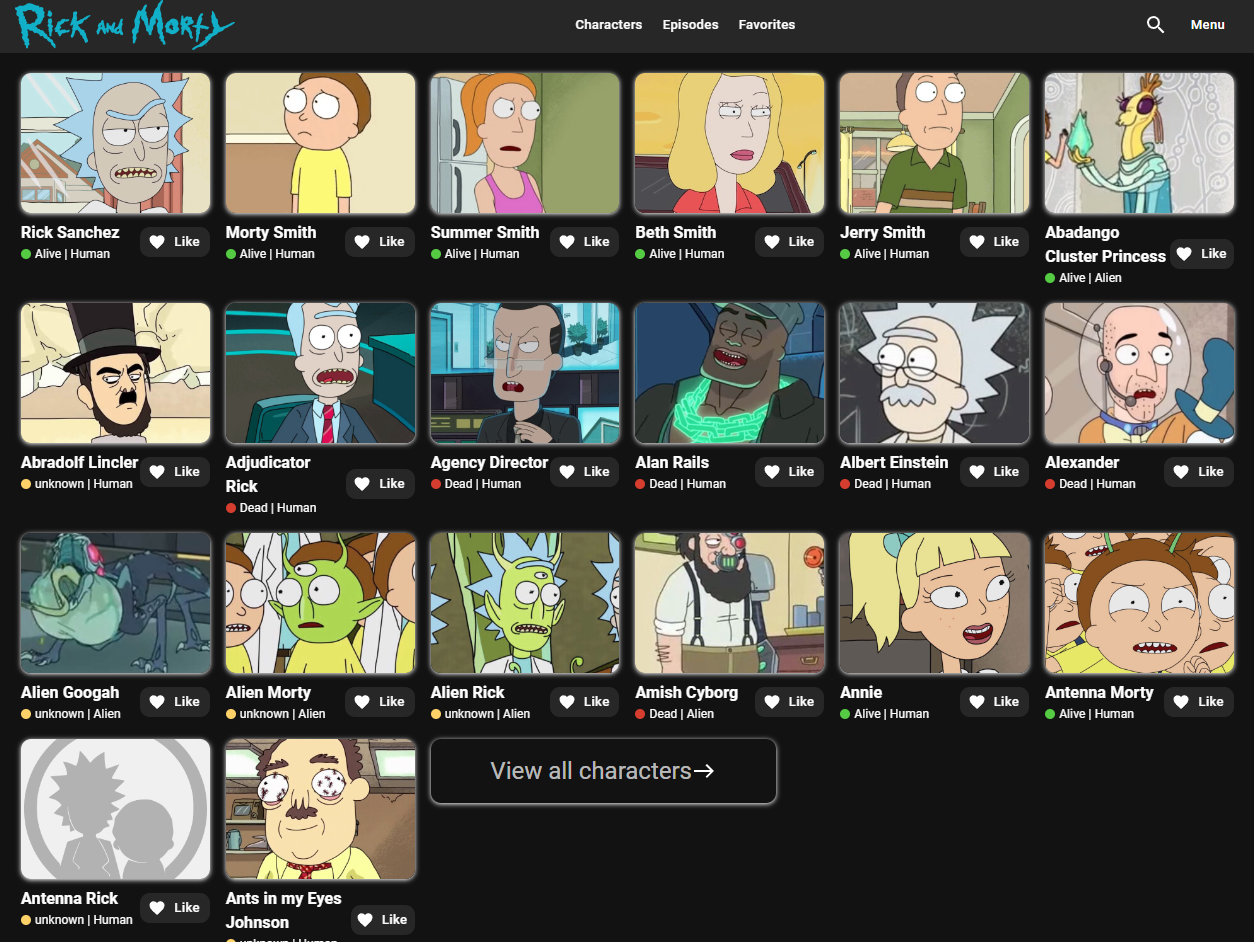 Rick and Morty
Characters Episodes Favorites Menu
Rick Sanchez
Alive | Human
Like
Morty Smith
Alive | Human
Like
Summer Smith
Alive | Human
Like
Beth Smith
Alive | Human
Like
Jerry Smith
Alive | Human
Like
Abadango
Cluster Princess
Alive | Alien
Like
Abradolf Lincler
unknown | Human
Like
Adjudicator
Rick
Dead | Human
Like
Agency Director
Dead | Human
Like
Alan Rails
Dead | Human
Like
Albert Einstein
Dead | Human
Like
Alexander
Dead | Human
Like
Alien Googah
unknown | Alien
Like
Alien Morty
unknown | Alien
Like
Alien Rick
unknown | Alien
Like
Amish Cyborg
Dead | Alien
Like
Annie
Alive | Human
Like
Antenna Morty
Alive | Human
Like
Antenna Rick
unknown | Human
Like
Ants in my Eyes
Johnson
unknown | Human
Like
View all characters→